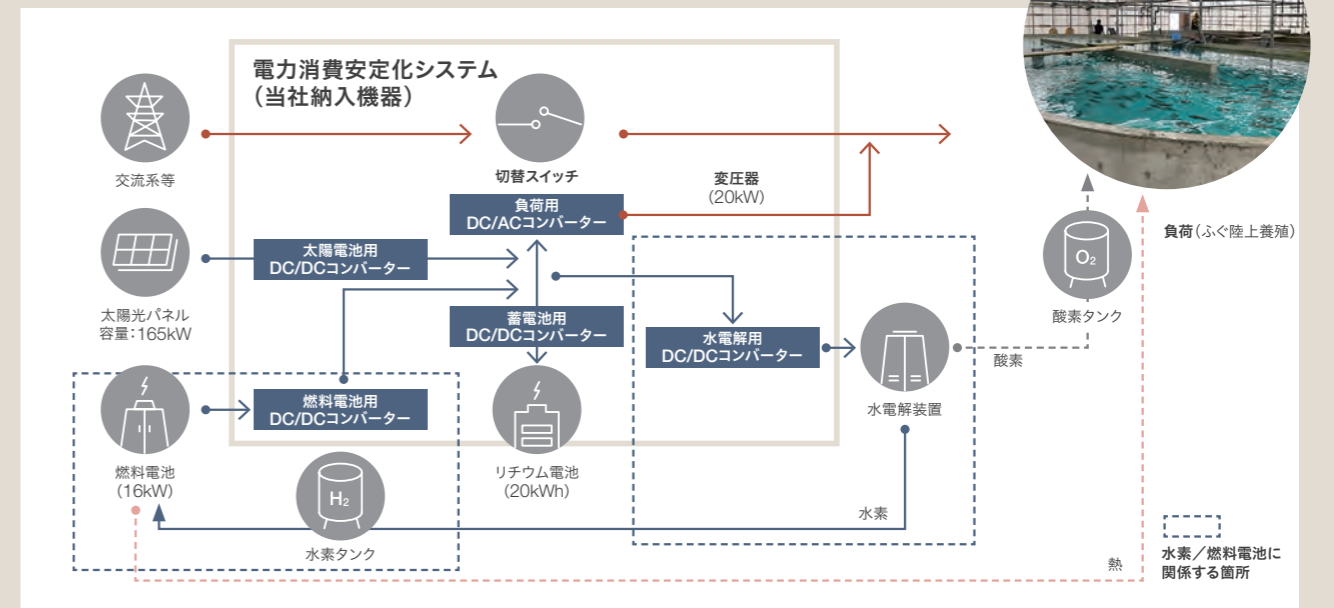 電力消費安定化システム
（当社納入機器）
交流系等
切替スイッチ
変圧器
(20kW)
負荷用
DC/ACコンバーター
太陽電池用
DC/DCコンバーター
太陽光パネル
容量：165kW
蓄電池用
DC/DCコンバーター
水電解用
DC/DCコンバーター
負荷（ふぐ陸上養殖）
O₂
酸素タンク
酸素
水電解装置
燃料電池用
DC/DCコンバーター
燃料電池
(16kW)
リチウム電池
(20kWh)
H₂
水素タンク
水素
熱
水素／燃料電池に
関係する箇所